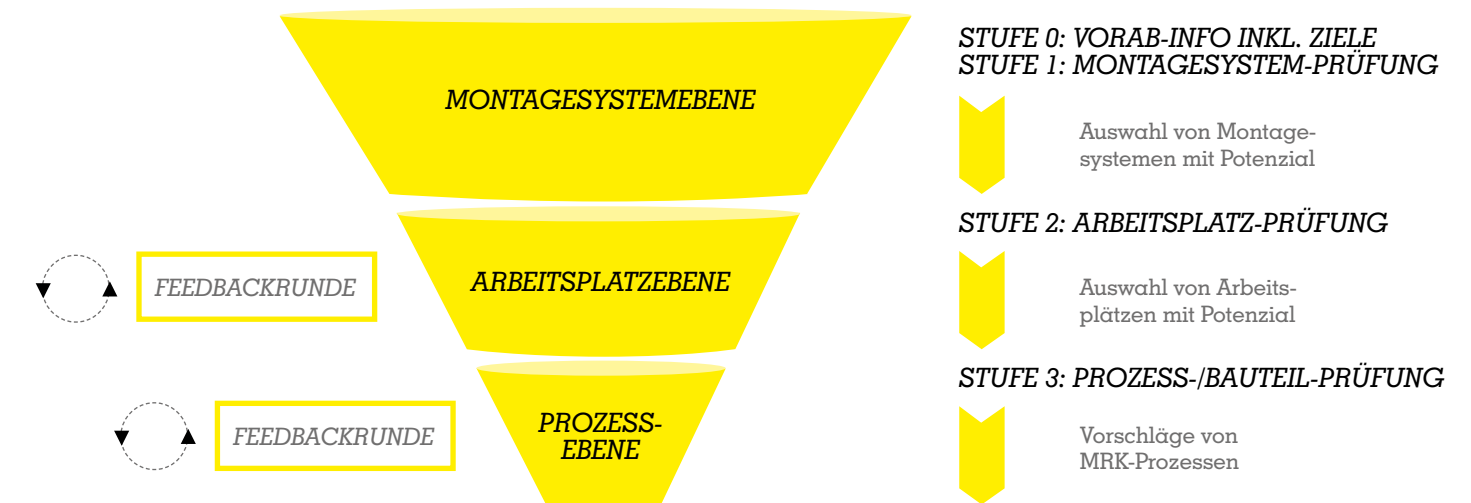 STUFE 0: VORAB-INFO INKL. ZIELE
STUFE 1: MONTAGESYSTEM-PRÜFUNG
MONTAGESYSTEMEBENE
Auswahl von Montage-
systemen mit Potenzial
STUFE 2: ARBEITSPLATZ-PRÜFUNG
FEEDBACKRUNDE
ARBEITSPLATZEBENE
Auswahl von Arbeits-
plätzen mit Potenzial
STUFE 3: PROZESS-/BAUTEIL-PRÜFUNG
FEEDBACKRUNDE
PROZESS-
EBENE
Vorschläge von
MRK-Prozessen